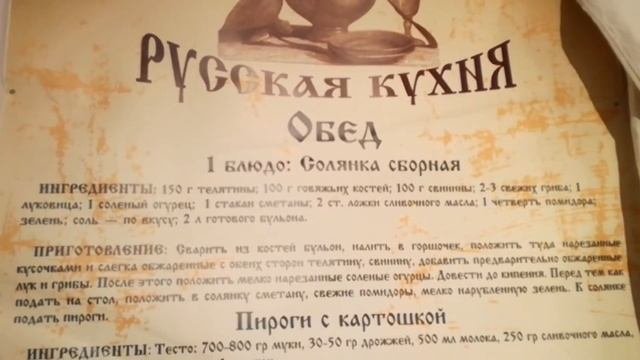 Русская кухня
Обед
1 блюдо: Солянка сборная
Ингредиенты: 150 г телятины; 100 г говяжьих костей; 100 г свинины; 2-3 свежих гриба; 1
луковица; 1 соленый огурец; 1 стакан сметаны; 2 ст. ложки сливочного масла; 1 четверть помидора;
зелень; соль — по вкусу; 2 л готового бульона.
Приготовление: Сварить из костей бульон, налить в горшочек, положить туда нарезанные
кусочками и слегка обжаренные с обеих сторон телятину, свинину, добавить предварительно обжаренные
лук и грибы. После этого положить мелко нарезанные соленые огурцы. Довести до кипения. Перед тем как
подать на стол, положить в солянку сметану, свежие помидоры, мелко нарубленную зелень. К солянке
подать пироги.
Пироги с картошкой
Ингредиенты: Тесто: 700-800 гр муки, 30-50 гр дрожжей, 500 мл молока, 250 гр сливочного масла,